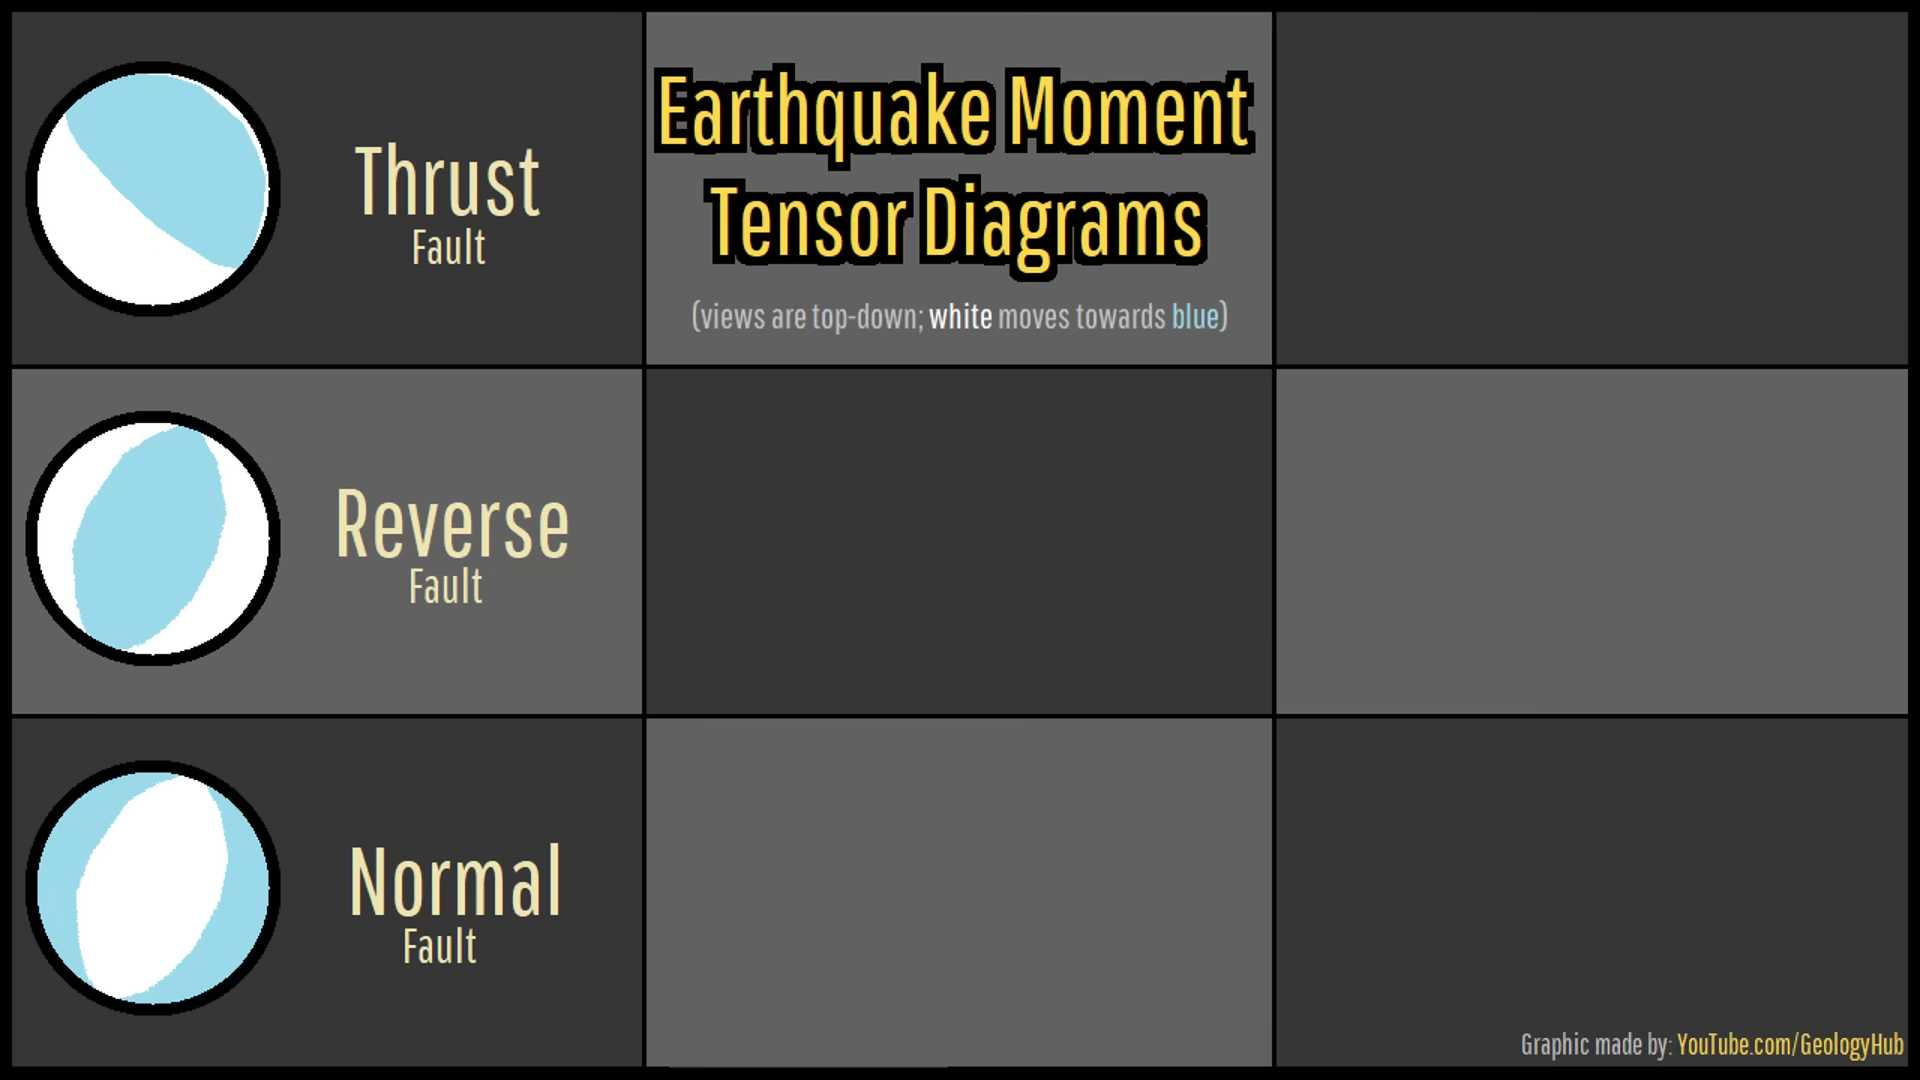 Thrust
Fault
Earthquake Moment
Tensor Diagrams
(views are top-down; white moves towards blue)
Reverse
Fault
Normal
Fault
Graphic made by: YouTube.com/GeologyHub